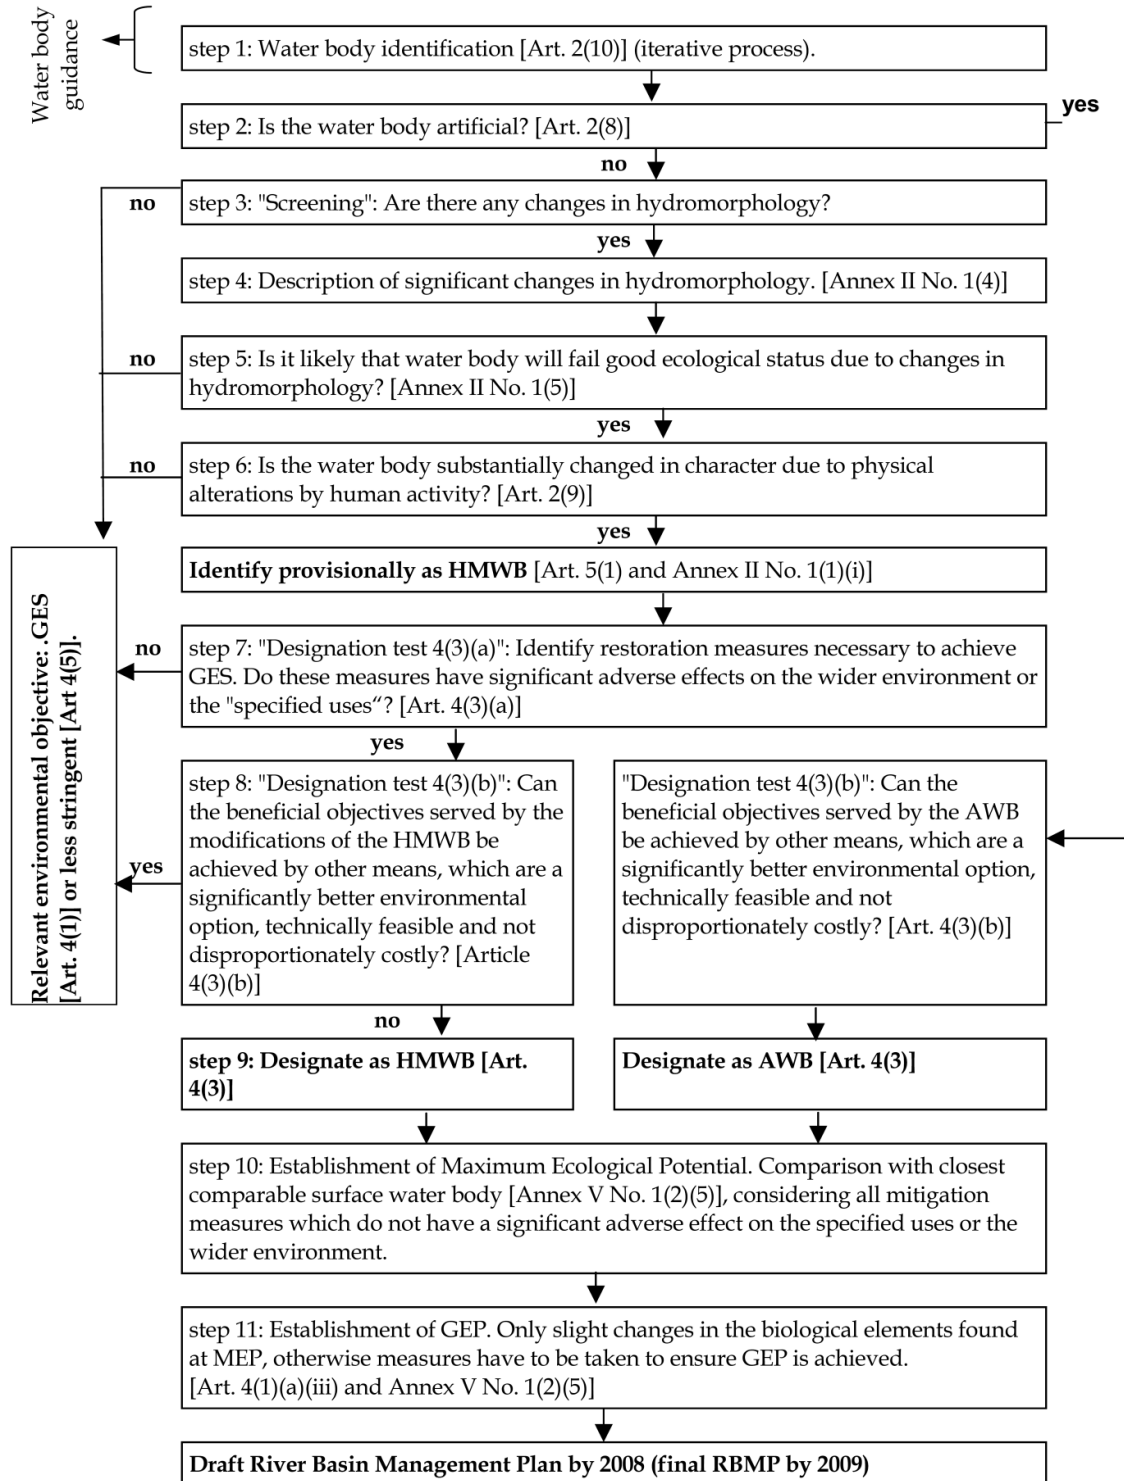 Water body
guidance
step 1: Water body identification [Art. 2(10)] (iterative process).
step 2: Is the water body artificial? [Art. 2(8)]
yes
no
step 3: "Screening": Are there any changes in hydromorphology?
no
yes
step 4: Description of significant changes in hydromorphology. [Annex II No. 1(4)]
step 5: Is it likely that water body will fail good ecological status due to changes in
hydromorphology? [Annex II No. 1(5)]
no
yes
step 6: Is the water body substantially changed in character due to physical
alterations by human activity? [Art. 2(9)]
no
yes
Identify provisionally as HMWB [Art. 5(1) and Annex II No. 1(1)(i)]
Relevant environmental objective: .GES
[Art. 4(1)] or less stringent [Art 4(5)].
step 7: "Designation test 4(3)(a)": Identify restoration measures necessary to achieve
GES. Do these measures have significant adverse effects on the wider environment or
the "specified uses“? [Art. 4(3)(a)]
no
yes
step 8: "Designation test 4(3)(b)": Can
the beneficial objectives served by the
modifications of the HMWB be
achieved by other means, which are a
significantly better environmental
option, technically feasible and not
disproportionately costly? [Article
4(3)(b)]
yes
no
"Designation test 4(3)(b)": Can the
beneficial objectives served by the AWB
be achieved by other means, which are a
significantly better environmental option,
technically feasible and not
disproportionately costly? [Art. 4(3)(b)]
step 9: Designate as HMWB [Art.
4(3)]
Designate as AWB [Art. 4(3)]
step 10: Establishment of Maximum Ecological Potential. Comparison with closest
comparable surface water body [Annex V No. 1(2)(5)], considering all mitigation
measures which do not have a significant adverse effect on the specified uses or the
wider environment.
step 11: Establishment of GEP. Only slight changes in the biological elements found
at MEP, otherwise measures have to be taken to ensure GEP is achieved.
[Art. 4(1)(a)(iii) and Annex V No. 1(2)(5)]
Draft River Basin Management Plan by 2008 (final RBMP by 2009)